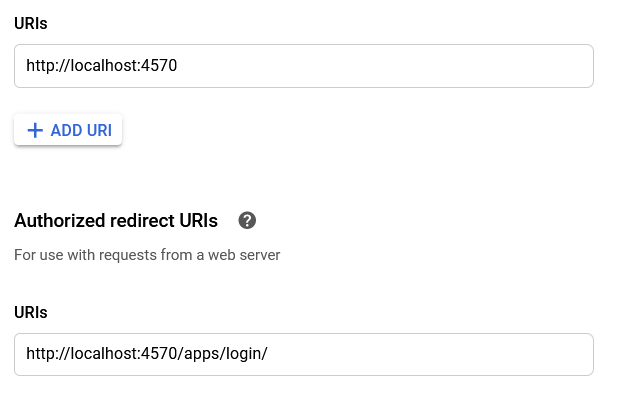 URIs
http://localhost:4570
+ ADD URI
Authorized redirect URIs ?
For use with requests from a web server
URIs
http://localhost:4570/apps/login/